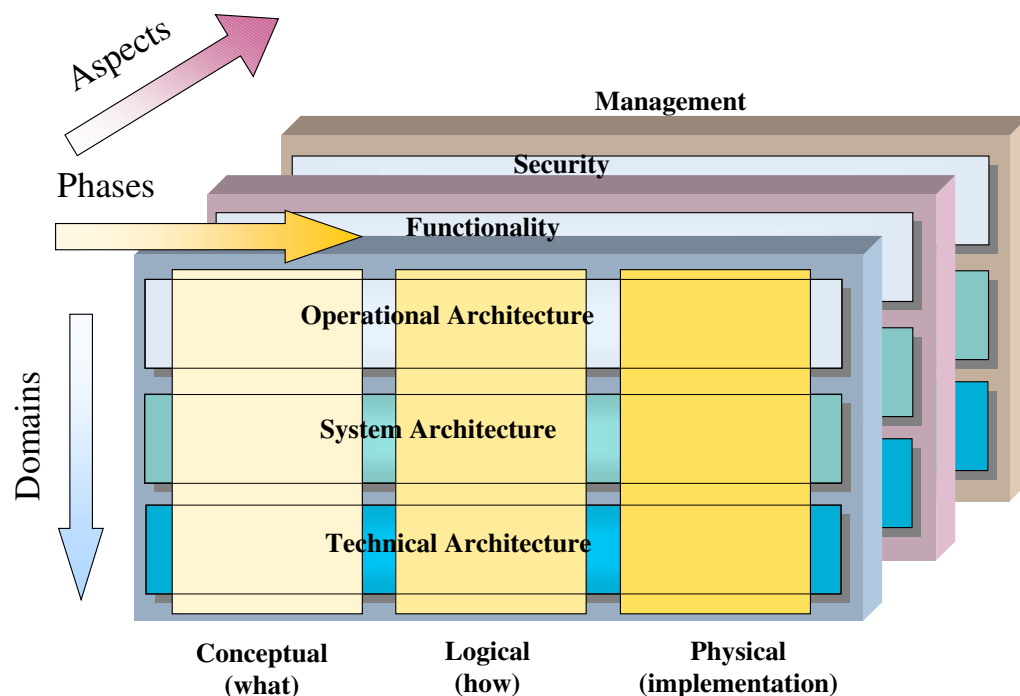 Aspects
Management
Security
Phases
Functionality
Operational Architecture
System Architecture
Domains
Technical Architecture
Conceptual
(what)
Logical
(how)
Physical
(implementation)